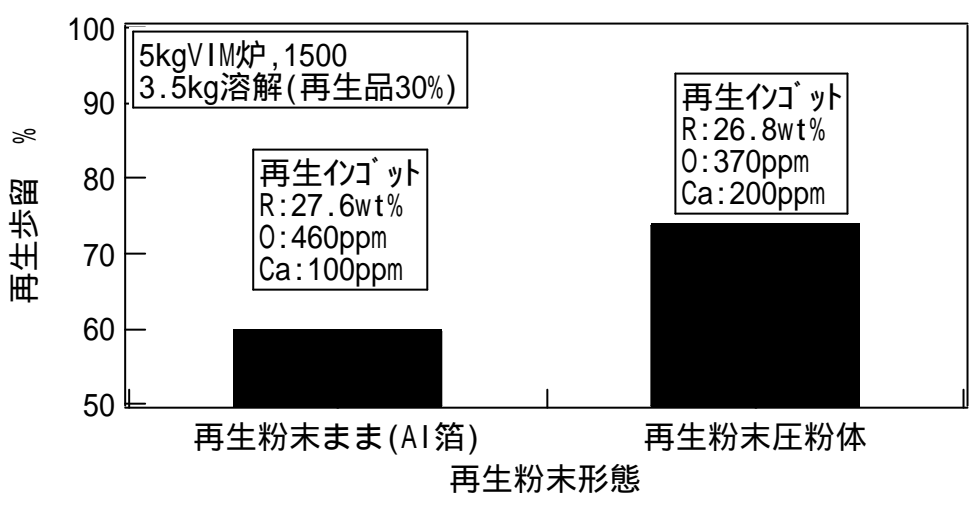 100
5kgVIM炉,1500
3.5kg溶解(再生品30%)
90
再生インゴット
R:26.8wt%
O:370ppm
Ca:200ppm
再生歩留 %
80
再生インゴット
R:27.6wt%
O:460ppm
Ca:100ppm
70
60
50
再生粉末まま(Al箔)
再生粉末圧粉体
再生粉末形態